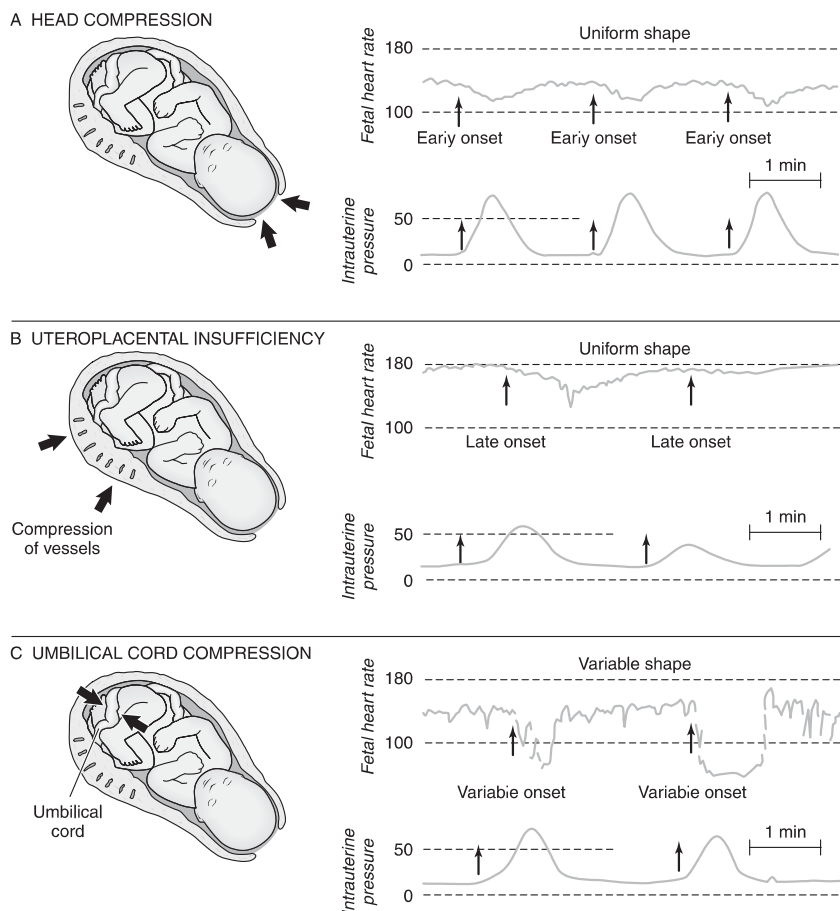 A HEAD COMPRESSION
Uniform shape
Fetal heart rate
180
100
Early onset Early onset Early onset
1 min
Intrauterine
pressure
50
0
B UTEROPLACENTAL INSUFFICIENCY
Uniform shape
Fetal heart rate
180
100
Late onset Late onset
Compression
of vessels
1 min
Intrauterine
pressure
50
0
C UMBILICAL CORD COMPRESSION
Variable shape
Fetal heart rate
180
100
Variable onset Variable onset
Umbilical
cord
1 min
Intrauterine
pressure
50
0